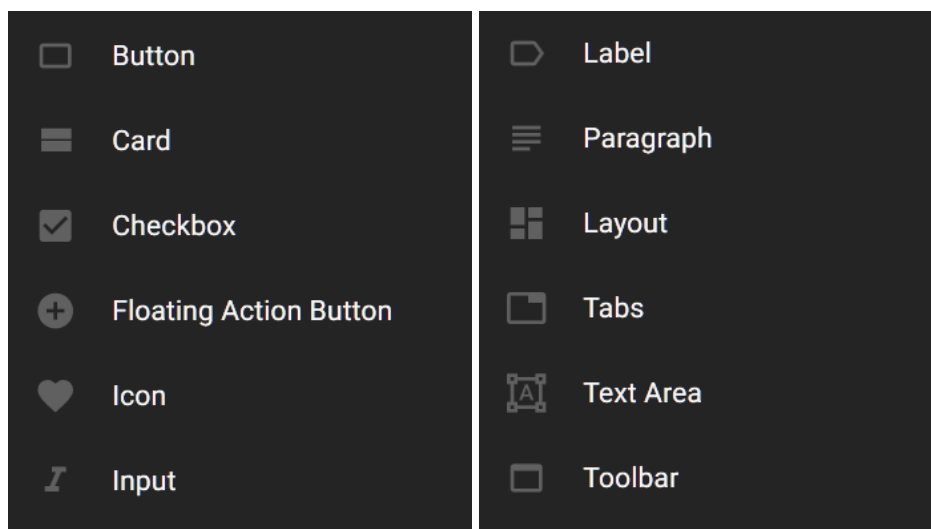 Button
Card
Checkbox
Floating Action Button
Icon
Input
Label
Paragraph
Layout
Tabs
Text Area
Toolbar